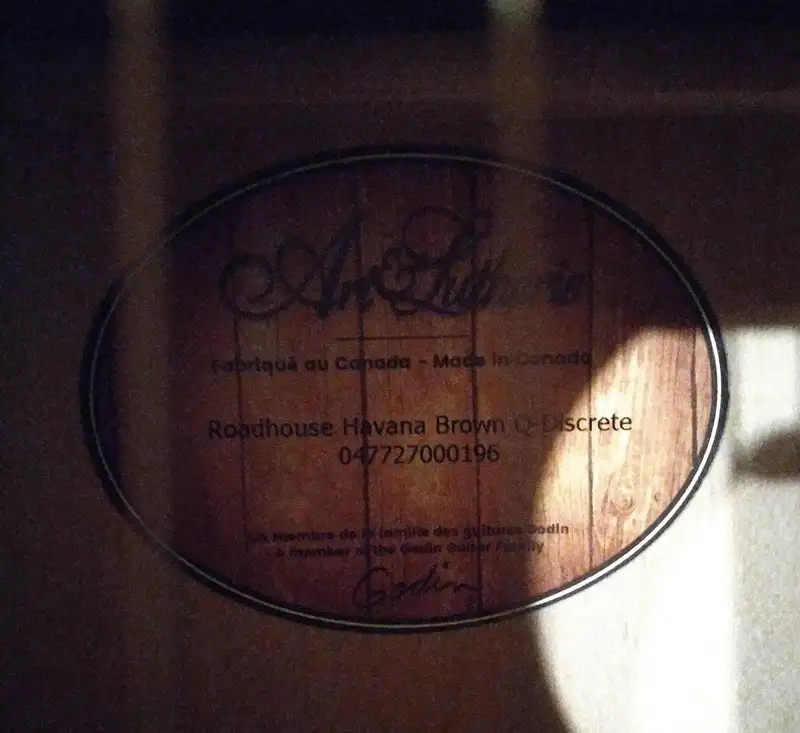 Art & Lutherie
Fabriqué au Canada - Made in Canada
Roadhouse Havana Brown Q-Discrete
047727000196
Un membre de la famille des guitares Godin
A member of the Godin Guitar Family
Godin